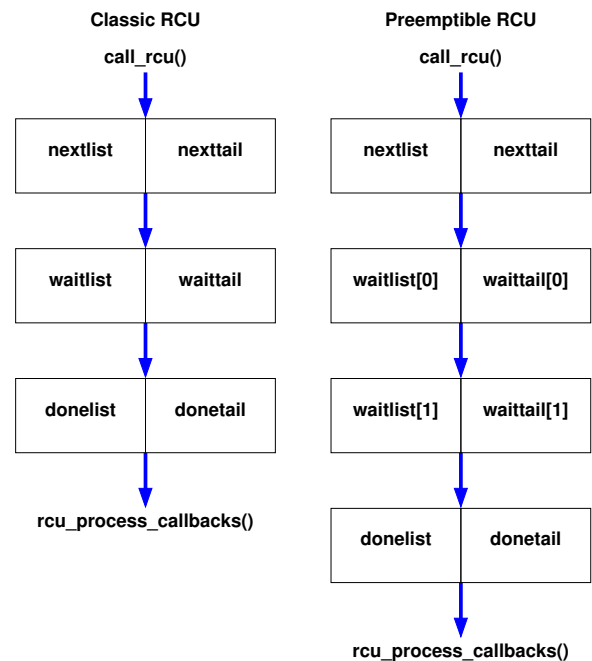 Classic RCU
call_rcu()
nextlist nexttail
waitlist waittail
donelist donetail
rcu_process_callbacks()
Preemptible RCU
call_rcu()
nextlist nexttail
waitlist[0] waittail[0]
waitlist[1] waittail[1]
donelist donetail
rcu_process_callbacks()